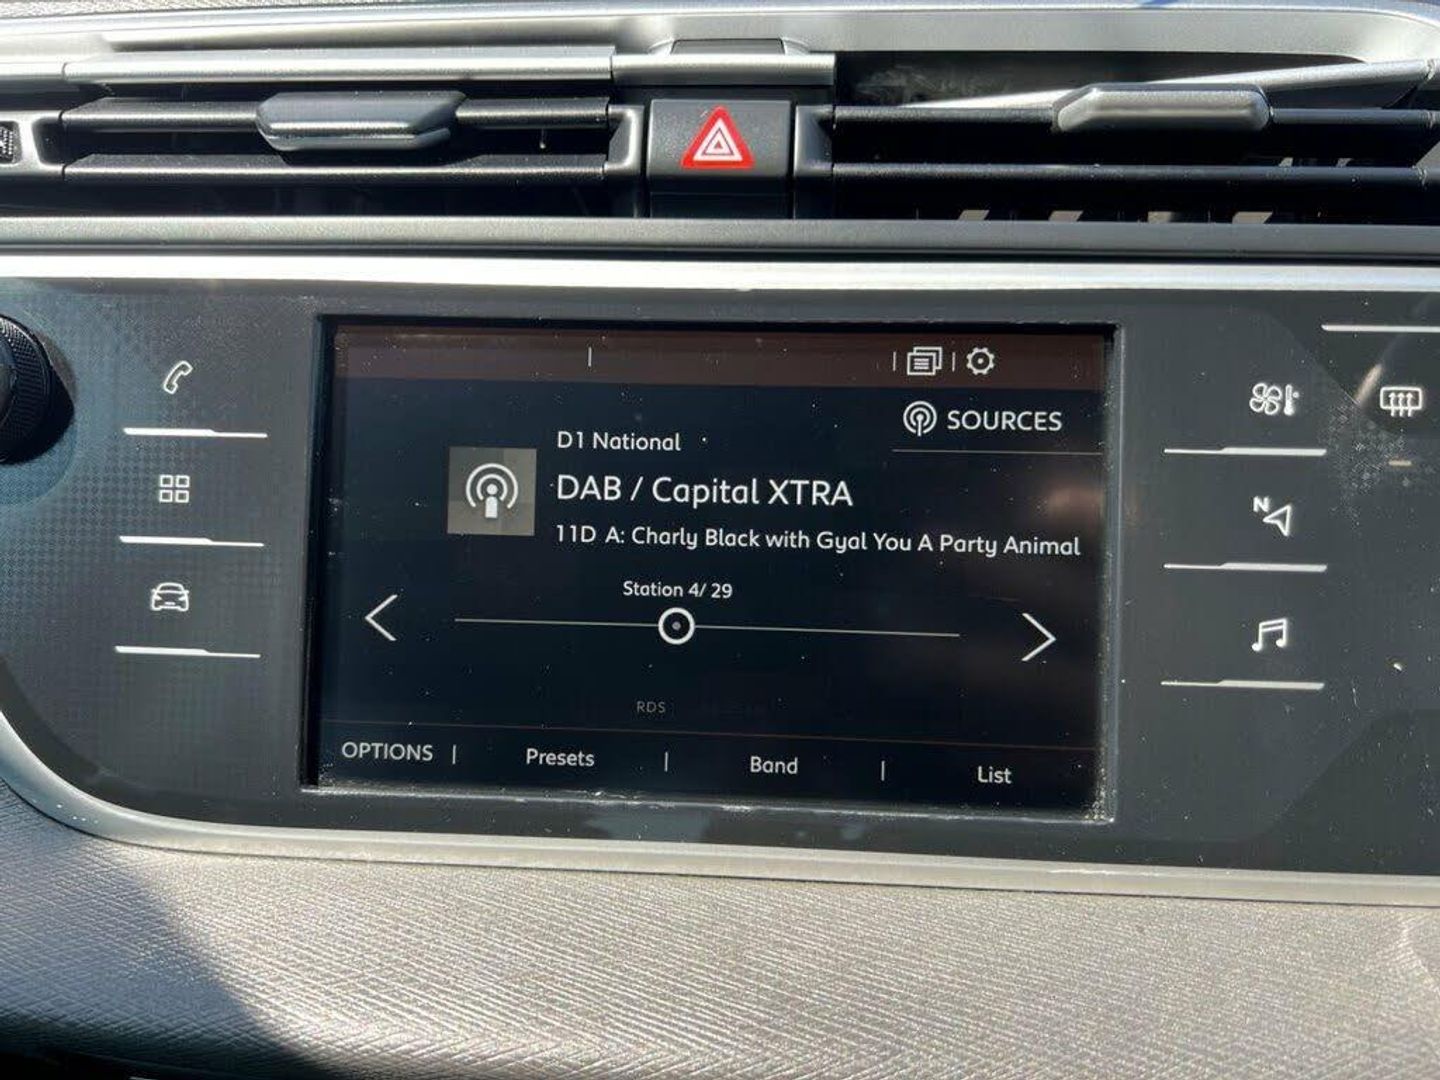 SOURCES
D1 National
DAB / Capital XTRA
11D A: Charly Black with Gyal You A Party Animal
Station 4/ 29
RDS
OPTIONS | Presets | Band | List
N